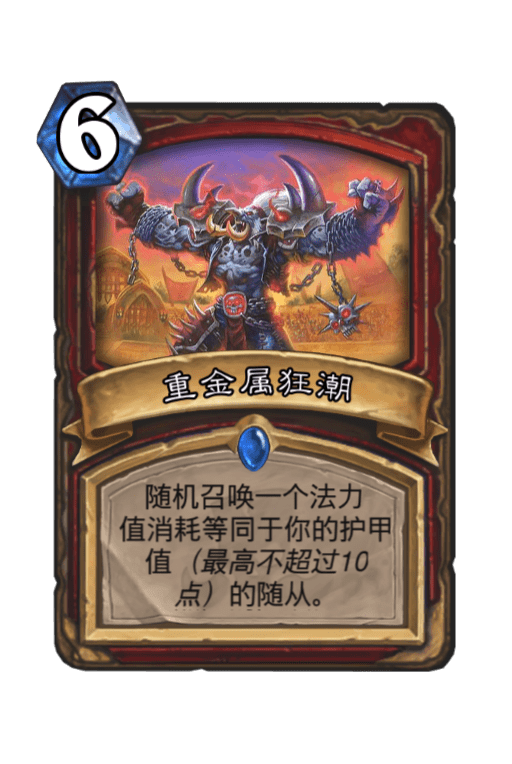 6
重金属狂潮
随机召唤一个法力
值消耗等同于你的护甲
值（最高不超过10
点）的随从。